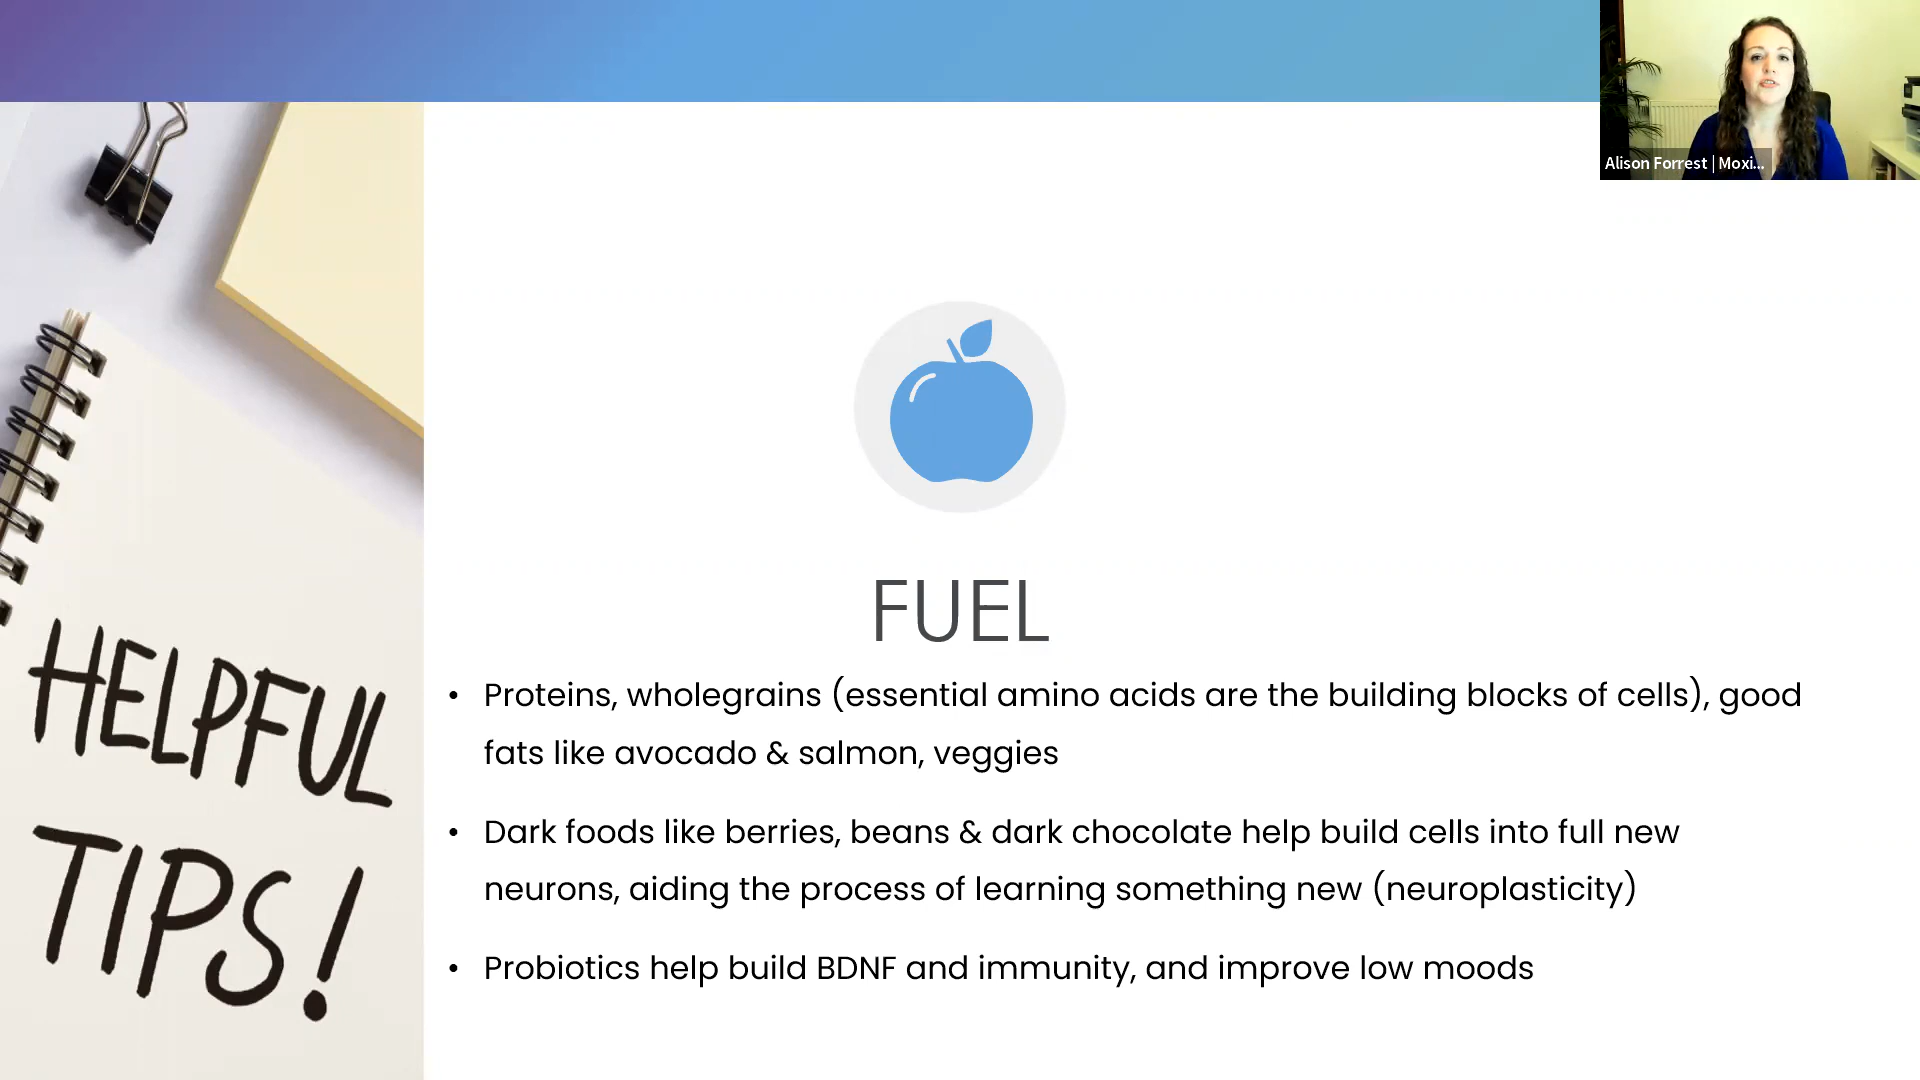 Alison Forrest | Moxi...
HELPFUL
TIPS!
FUEL
• Proteins, wholegrains (essential amino acids are the building blocks of cells), good
fats like avocado & salmon, veggies
• Dark foods like berries, beans & dark chocolate help build cells into full new
neurons, aiding the process of learning something new (neuroplasticity)
• Probiotics help build BDNF and immunity, and improve low moods